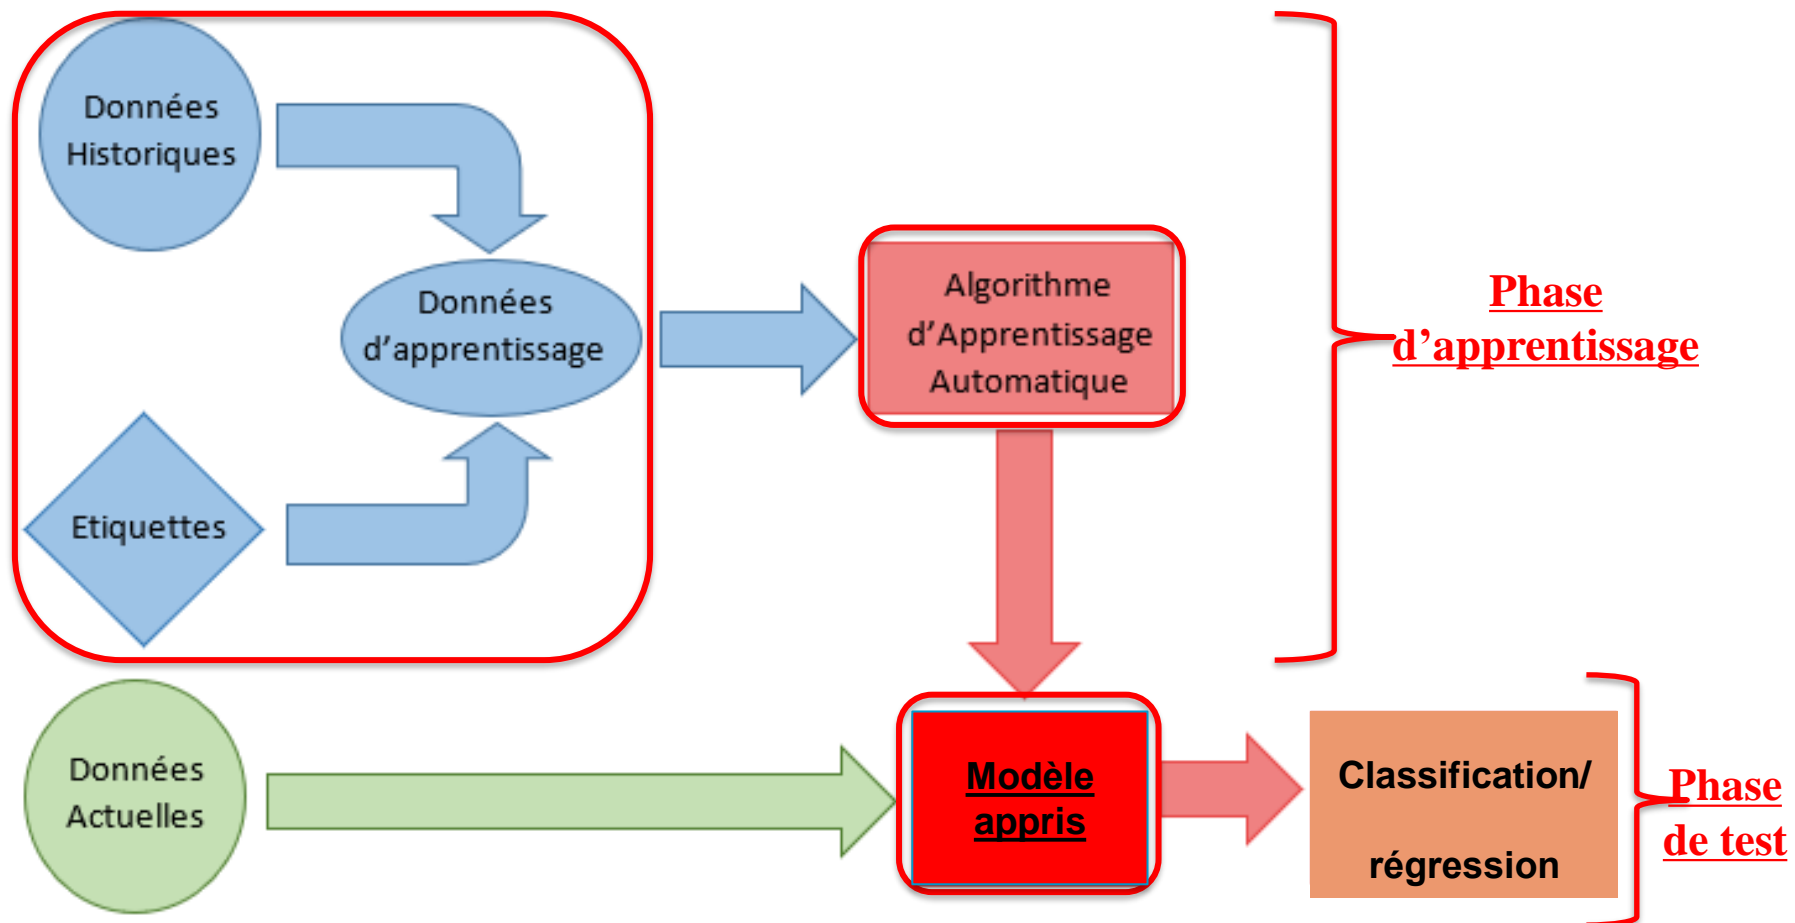 Données
Historiques
Données
d'apprentissage
Etiquettes
Algorithme
d'Apprentissage
Automatique
Phase
d'apprentissage
Données
Actuelles
Modèle
appris
Classification/
régression
Phase
de test